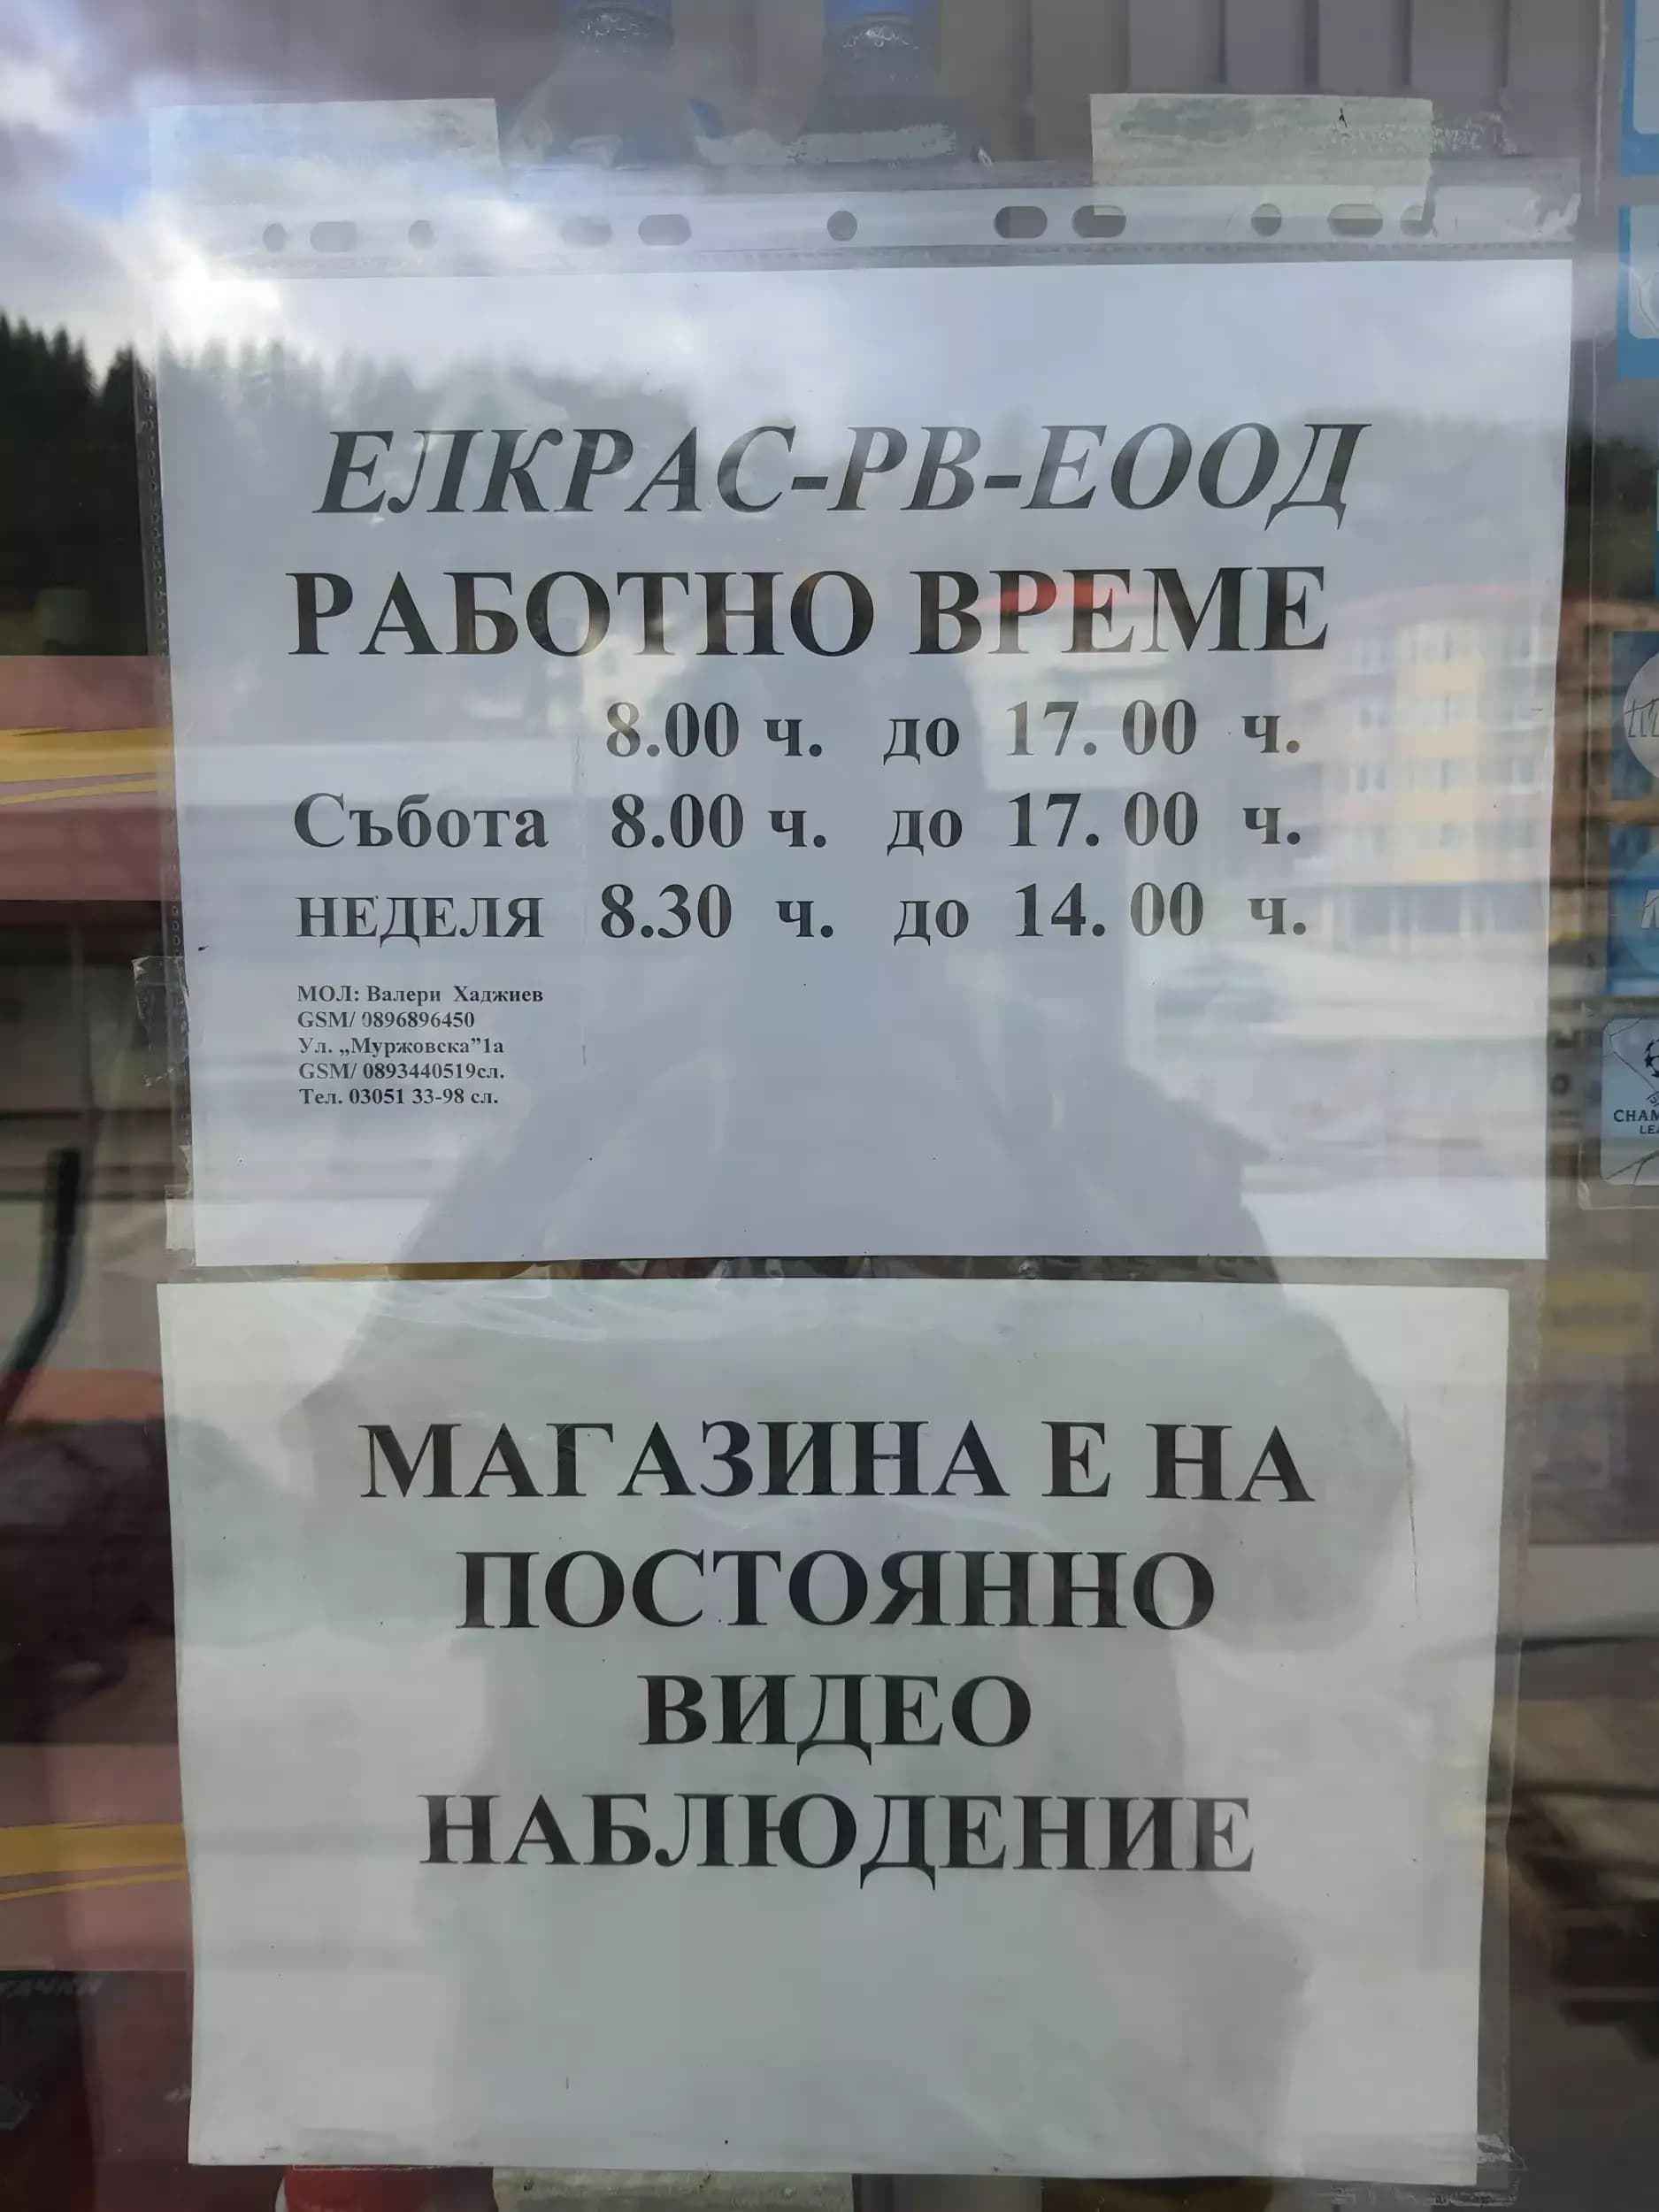 ЕЛКРАС-РВ-ЕООД
РАБОТНО ВРЕМЕ
8.00 ч. до 17. 00 ч.
Събота 8.00 ч. до 17. 00 ч.
НЕДЕЛЯ 8.30 ч. до 14. 00 ч.
МОЛ: Валери Хаджиев
GSM/ 0896896450
Ул. „Муржовска”1а
GSM/ 0893440519сл.
Тел. 03051 33-98 сл.
МАГАЗИНА Е НА
ПОСТОЯННО
ВИДЕО
НАБЛЮДЕНИЕ